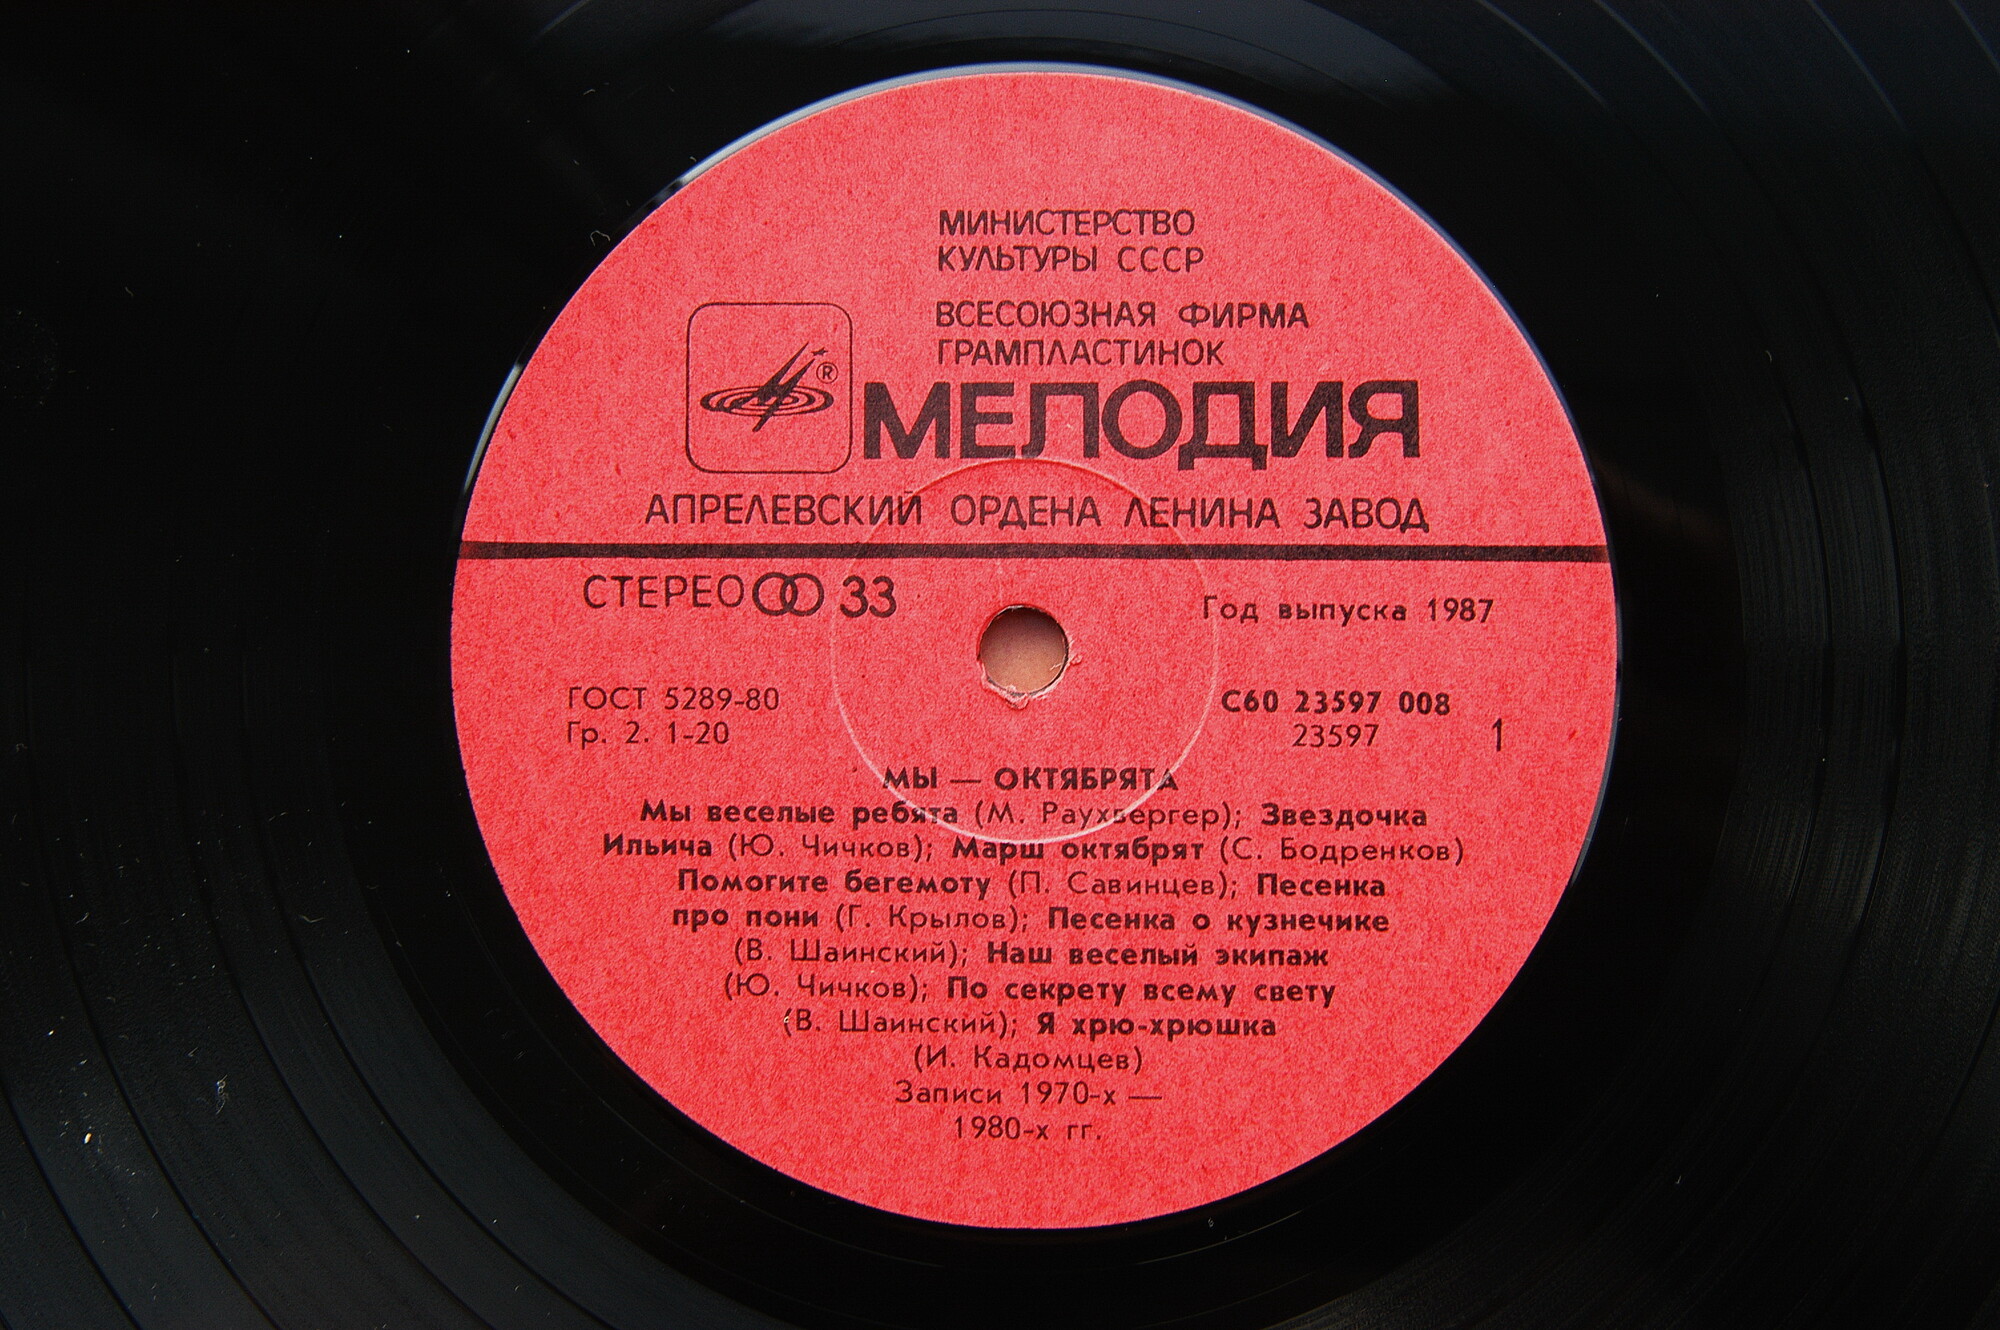 МИНИСТЕРСТВО
КУЛЬТУРЫ СССР
ВСЕСОЮЗНАЯ ФИРМА
ГРАМПЛАСТИНОК
®
МЕЛОДИЯ
АПРЕЛЕВСКИЙ ОРДЕНА ЛЕНИНА ЗАВОД
СТЕРЕО 33
Год выпуска 1987
ГОСТ 5289-80
Гр. 2. 1-20
С60 23597 008
23597 1
МЫ — ОКТЯБРЯТА
Мы веселые ребята (М. Раухвергер); Звездочка
Ильича (Ю. Чичков); Марш октябрят (С. Бодренков)
Помогите бегемоту (П. Савинцев); Песенка
про пони (Г. Крылов); Песенка о кузнечике
(В. Шаинский); Наш веселый экипаж
(Ю. Чичков); По секрету всему свету
(В. Шаинский); Я хрю-хрюшка
(И. Кадомцев)
Записи 1970-х —
1980-х гг.